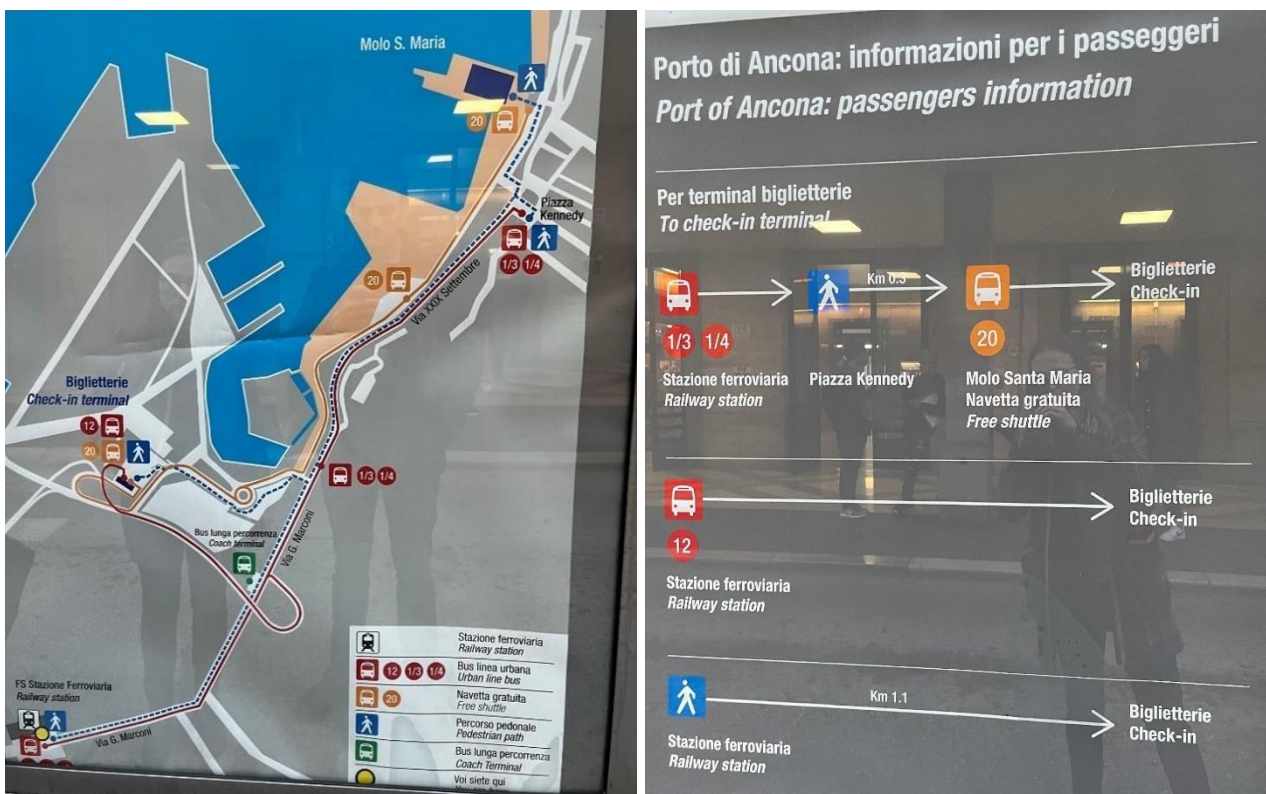 Molo S. Maria
20
Piazza
Kennedy
1/3 1/4
20
Via XXIX Settembre
Biglietterie
Check-in terminal
12
20
1/3 1/4
Bus lunga percorrenza
Coach terminal
Via G. Marconi
FS Stazione Ferroviaria
Railway station
Via G. Marconi
Stazione ferroviaria
Railway station
12 1/3 1/4
Bus linea urbana
Urban line bus
20
Navetta gratuita
Free shuttle
Percorso pedonale
Pedestrian path
Bus lunga percorrenza
Coach Terminal
Voi siete qui
Porto di Ancona: informazioni per i passeggeri
Port of Ancona: passengers information
Per terminal biglietterie
To check-in terminal
Km 0.3
Biglietterie
Check-in
1/3 1/4
20
Stazione ferroviaria
Railway station
Piazza Kennedy
Molo Santa Maria
Navetta gratuita
Free shuttle
Biglietterie
Check-in
12
Stazione ferroviaria
Railway station
Km 1.1
Biglietterie
Check-in
Stazione ferroviaria
Railway station